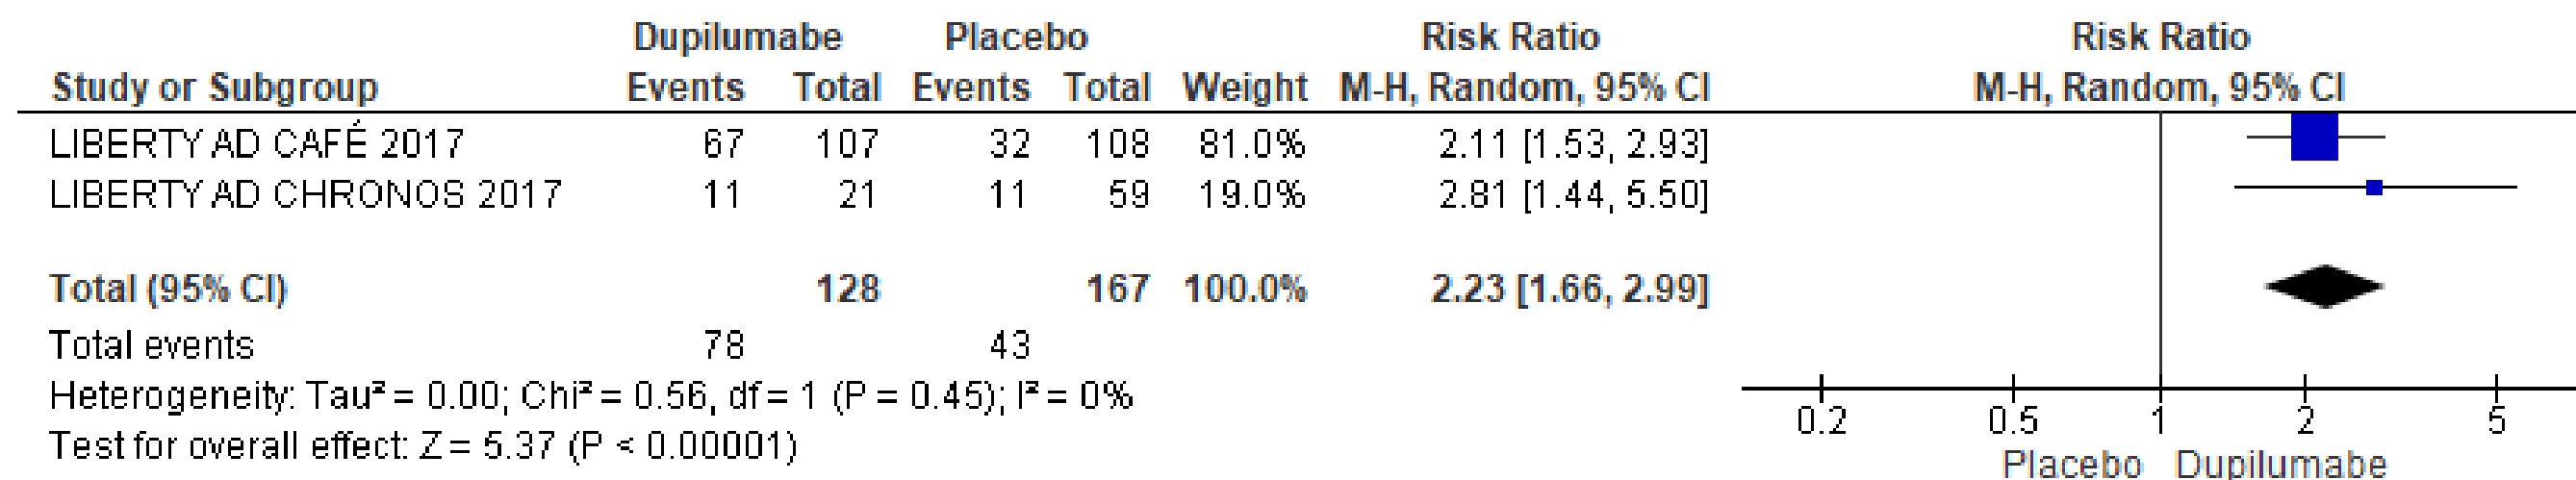 Dupilumabe Placebo Risk Ratio Risk Ratio
Study or Subgroup Events Total Events Total Weight M-H, Random, 95% CI M-H, Random, 95% CI
LIBERTY AD CAFÉ 2017 67 107 32 108 81.0% 2.11 [1.53, 2.93]
LIBERTY AD CHRONOS 2017 11 21 11 59 19.0% 2.81 [1.44, 5.50]
Total (95% CI) 128 167 100.0% 2.23 [1.66, 2.99]
Total events 78 43
Heterogeneity: Tau² = 0.00; Chi² = 0.56, df = 1 (P = 0.45); I² = 0%
Test for overall effect: Z = 5.37 (P < 0.00001)
0.2 0.5 1 2 5
Placebo Dupilumabe